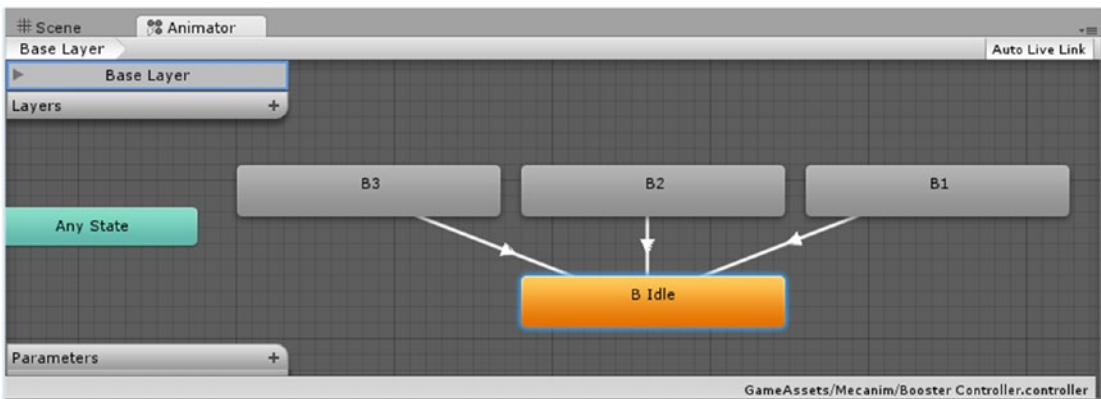 Scene Animator
Base Layer Auto Live Link
Base Layer
Layers +
B3 B2 B1
Any State
B Idle
Parameters +
GameAssets/Mecanim/Booster Controller.controller